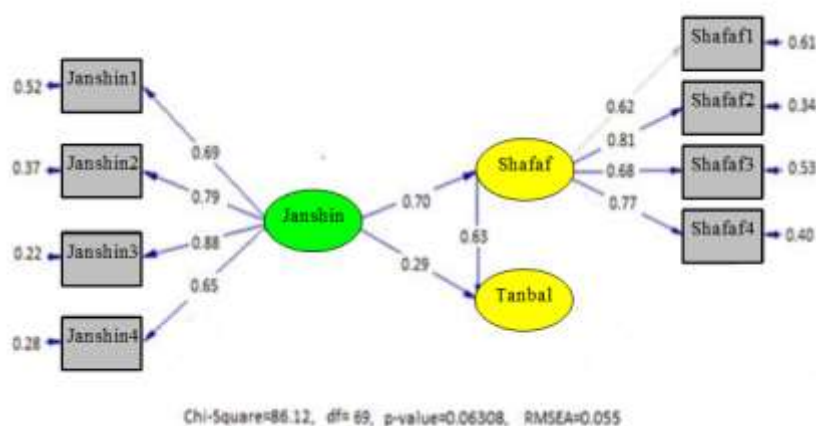 Shafaf1
0.61
0.52
Janshin1
0.62
Shafaf2
0.34
0.81
0.69
Janshin2
0.37
Shafaf
0.68
Shafaf3
0.53
0.79
0.77
Janshin
0.70
Shafaf4
0.40
0.88
0.22
Janshin3
0.63
0.29
0.65
Tanbal
0.28
Janshin4
Chi-Square=86.12, df= 69, p-value=0.06308, RMSEA=0.055